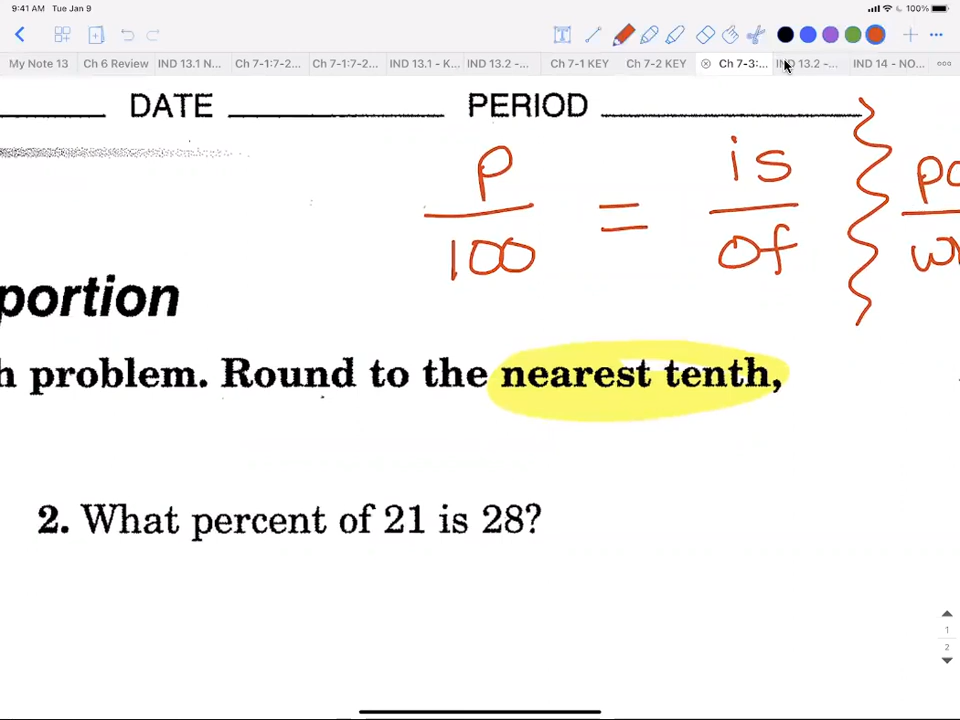 9:41 AM Tue Jan 9
100%
My Note 13
Ch 6 Review
IND 13.1 N...
Ch 7-1:7-2...
Ch 7-1:7-2...
IND 13.1 - K...
IND 13.2 -...
Ch 7-1 KEY
Ch 7-2 KEY
Ch 7-3:...
IND 13.2 -...
IND 14 - NO...
DATE PERIOD
P/100 = is/of
po
w
portion
h problem. Round to the nearest tenth,
2. What percent of 21 is 28?
1
2